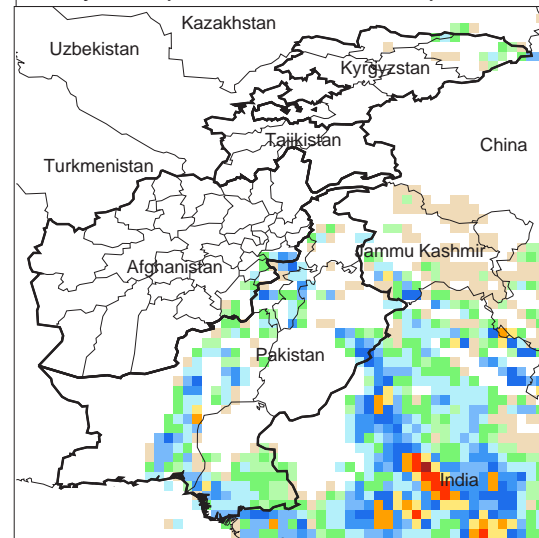 Kazakhstan
Uzbekistan
Kyrgyzstan
Tajikistan
China
Turkmenistan
Jammu Kashmir
Afghanistan
Pakistan
India